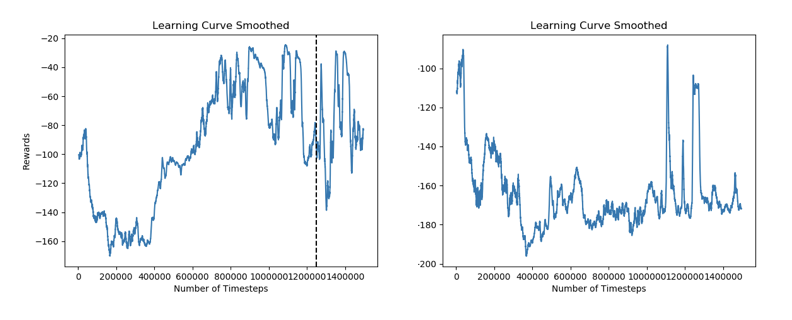 Learning Curve Smoothed
Rewards
−20
−40
−60
−80
−100
−120
−140
−160
0 200000 400000 600000 800000 1000000 1200000 1400000
Number of Timesteps
Learning Curve Smoothed
-100
-120
-140
-160
-180
-200
0 200000 400000 600000 800000 1000000 1200000 1400000
Number of Timesteps